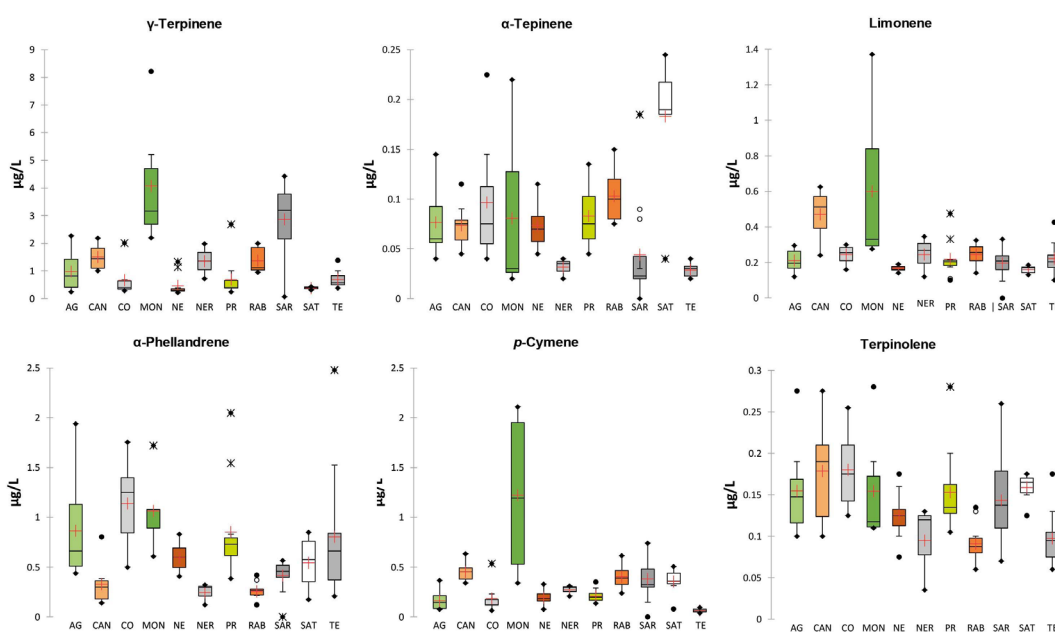 γ-Terpinene
9
8
7
6
5
4
3
2
1
0
µg/L
AG CAN CO MON NE NER PR RAB SAR SAT TE
α-Tepinene
0.25
0.2
0.15
0.1
0.05
0
µg/L
AG CAN CO MON NE NER PR RAB SAR SAT TE
Limonene
1.4
1.2
1
0.8
0.6
0.4
0.2
0
µg/L
AG CAN CO MON NE NER PR RAB | SAR SAT TE
α-Phellandrene
2.5
2
1.5
1
0.5
0
µg/L
AG CAN CO MON NE NER PR RAB SAR SAT TE
p-Cymene
2.5
2
1.5
1
0.5
0
µg/L
AG CAN CO MON NE NER PR RAB SAR SAT TE
Terpinolene
0.3
0.25
0.2
0.15
0.1
0.05
0
µg/L
AG CAN CO MON NE NER PR RAB SAR SAT TE